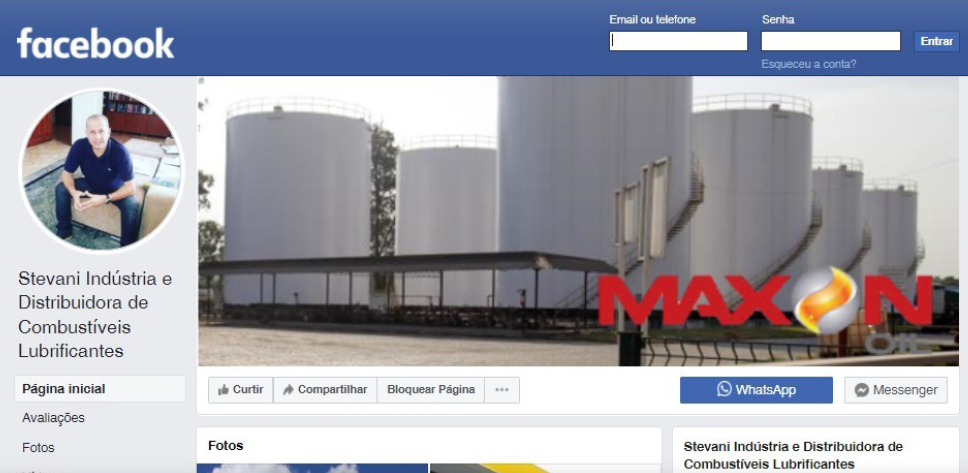 Email ou telefone
Senha
facebook
Entrar
Esqueceu a conta?
MAXON
OIL
Stevani Indústria e
Distribuidora de
Combustíveis
Lubrificantes
Página inicial
Avaliações
Fotos
Curtir
Compartilhar
Bloquear Página
WhatsApp
Messenger
Fotos
Stevani Indústria e Distribuidora de
Combustíveis Lubrificantes